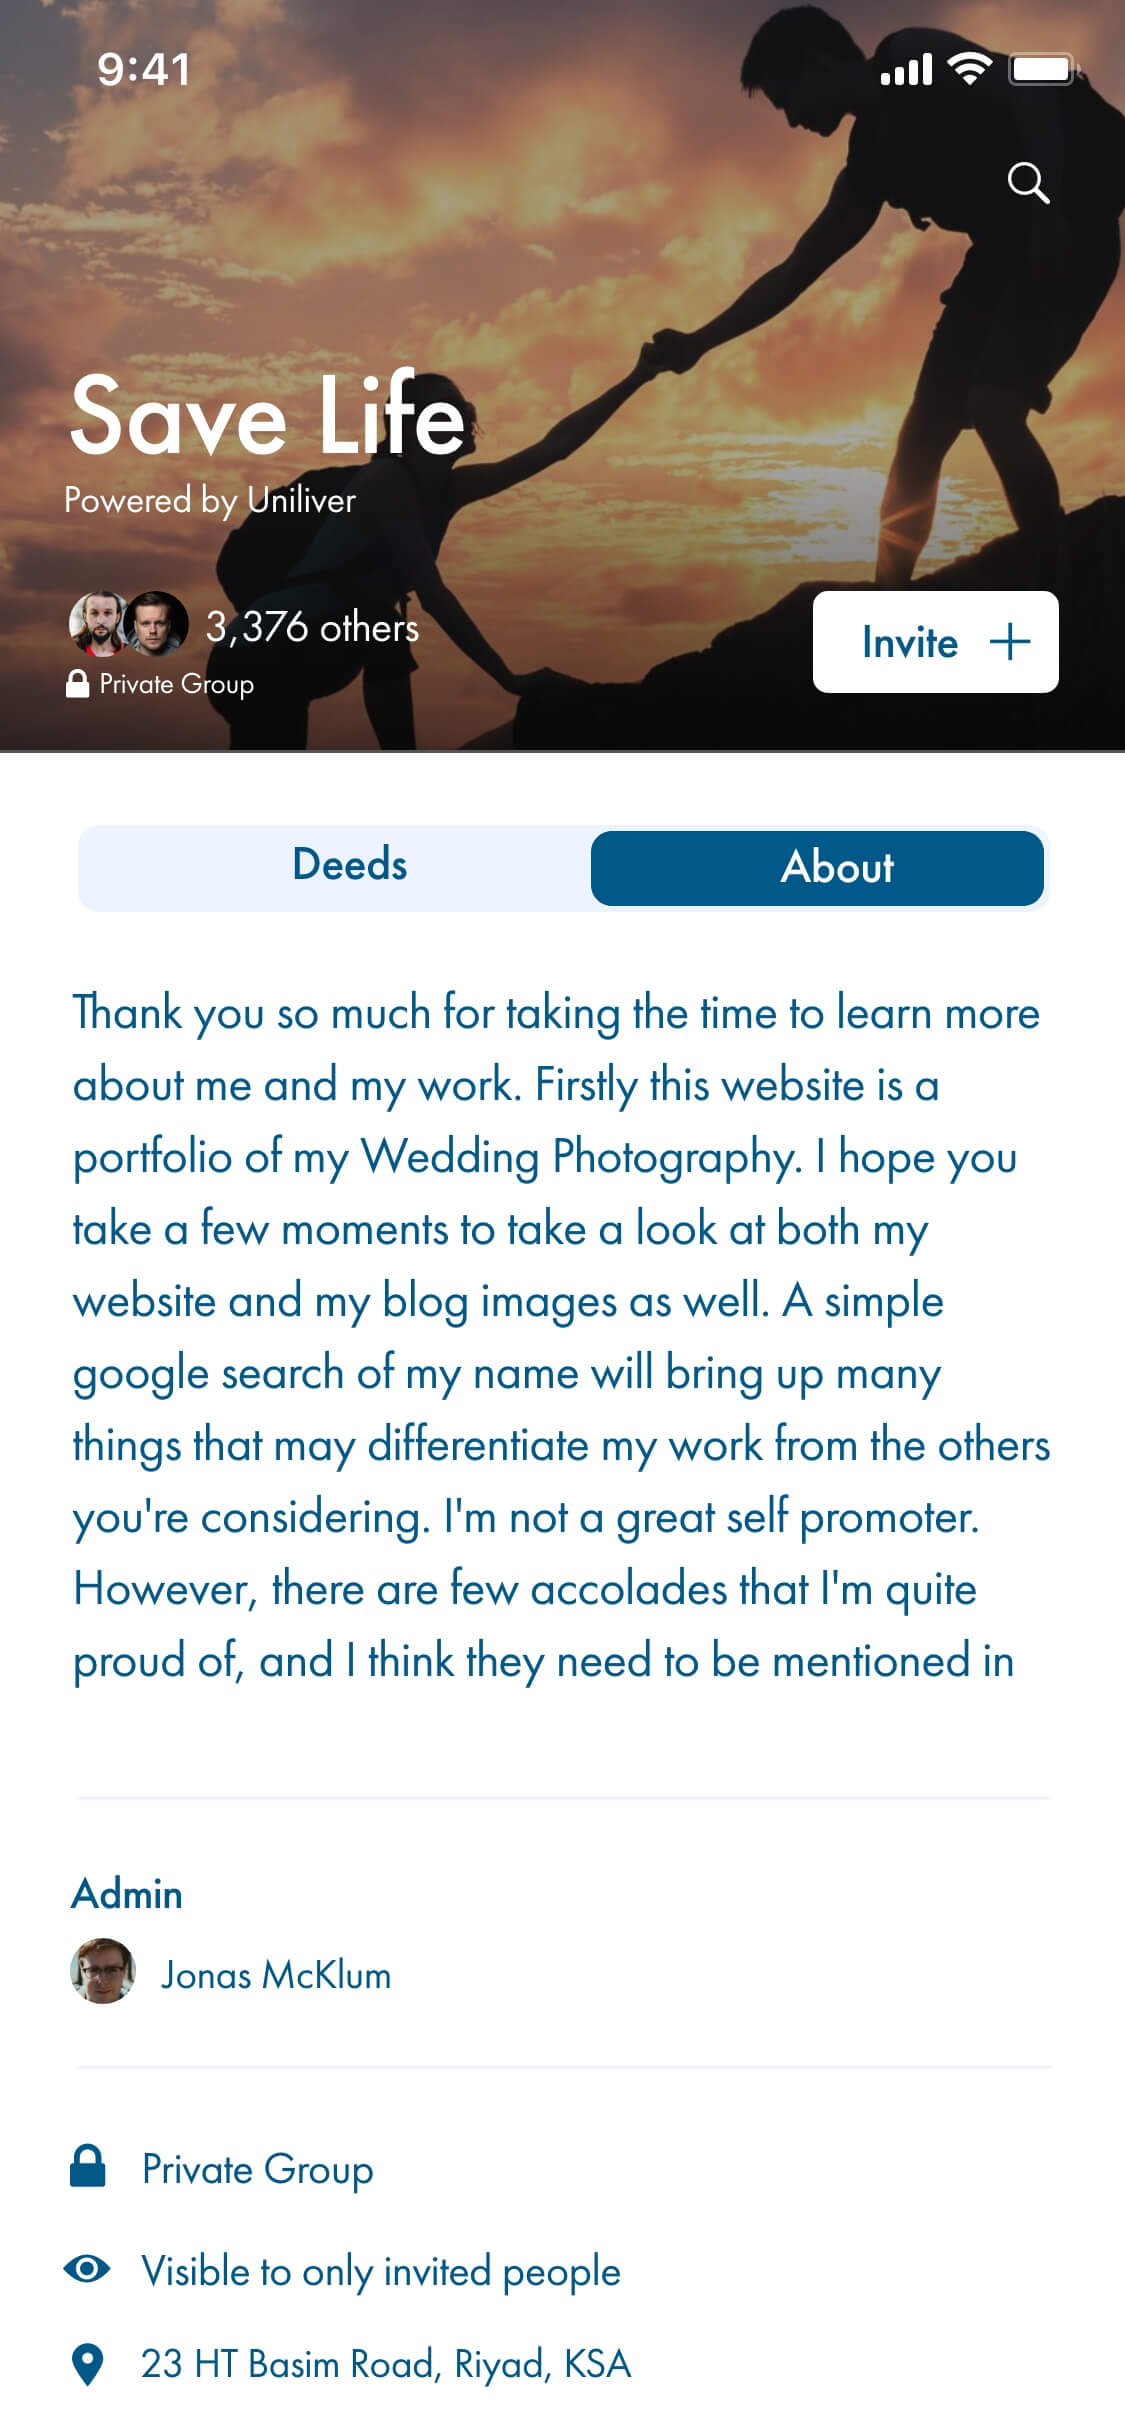 9:41
Save Life
Powered by Uniliver
3,376 others
Private Group
Invite
Deeds
About
Thank you so much for taking the time to learn more
about me and my work. Firstly this website is a
portfolio of my Wedding Photography. I hope you
take a few moments to take a look at both my
website and my blog images as well. A simple
google search of my name will bring up many
things that may differentiate my work from the others
you're considering. I'm not a great self promoter.
However, there are few accolades that I'm quite
proud of, and I think they need to be mentioned in
Admin
Jonas McKlum
Private Group
Visible to only invited people
23 HT Basim Road, Riyad, KSA